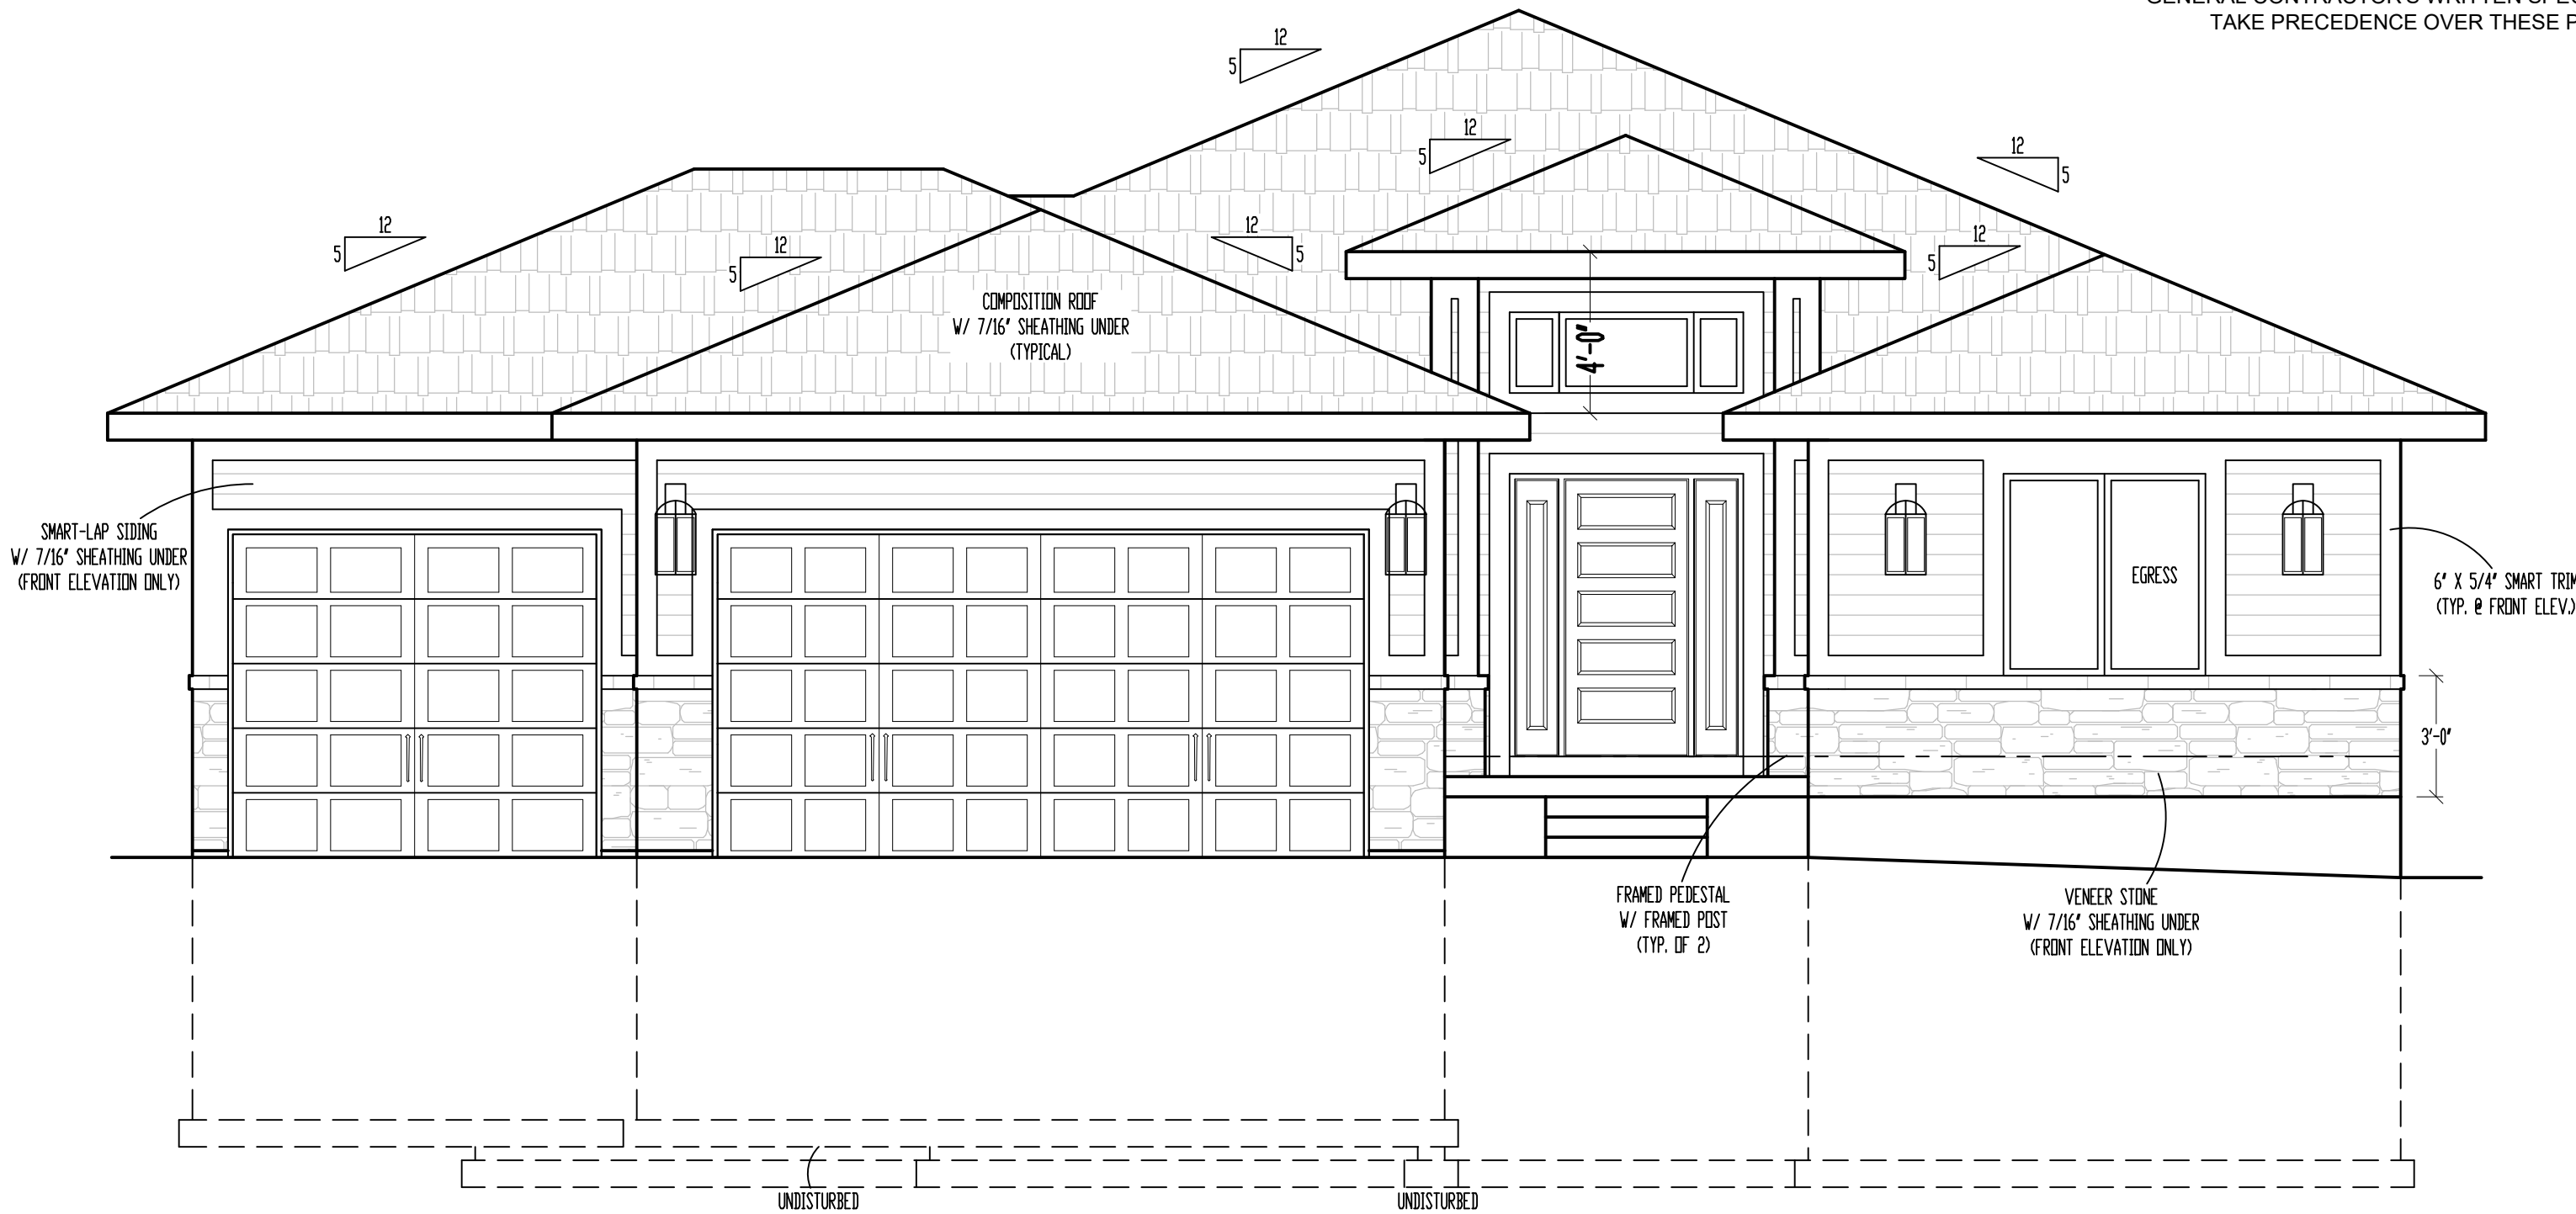 GENERAL CONTRACTOR'S WRITTEN
TAKE PRECEDENCE OVER THESE
12
5
12
5
12
5
12
5
12
5
12
5
12
5
COMPOSITION ROOF
W/ 7/16" SHEATHING UNDER
(TYPICAL)
4'-0"
SMART-LAP SIDING
W/ 7/16" SHEATHING UNDER
(FRONT ELEVATION ONLY)
EGRESS
6" X 5/4" SMART TRIM
(TYP. @ FRONT ELEV.)
3'-0"
FRAMED PEDESTAL
W/ FRAMED POST
(TYP. OF 2)
VENEER STONE
W/ 7/16" SHEATHING UNDER
(FRONT ELEVATION ONLY)
UNDISTURBED
UNDISTURBED